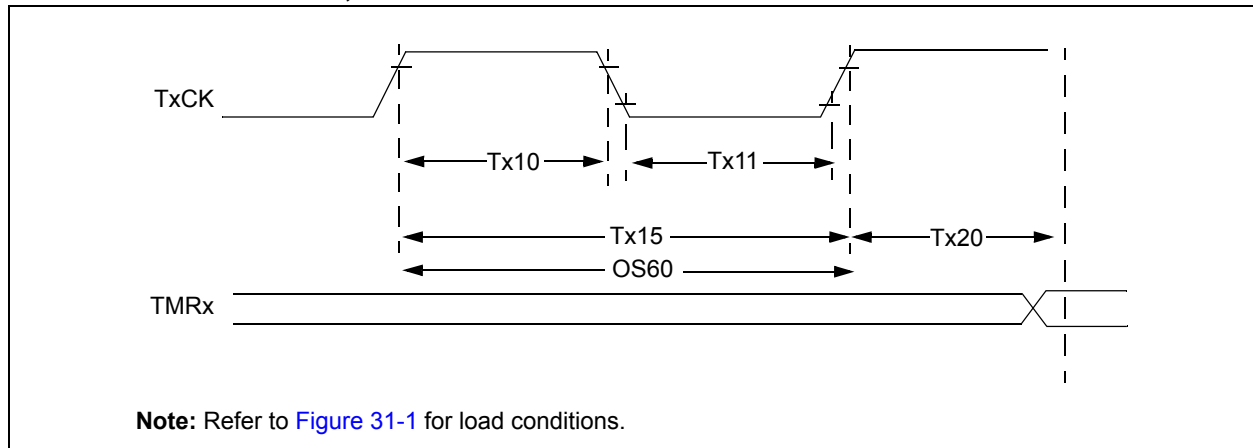 TxCK
Tx10
Tx11
Tx15
Tx20
OS60
TMRx
Note: Refer to Figure 31-1 for load conditions.